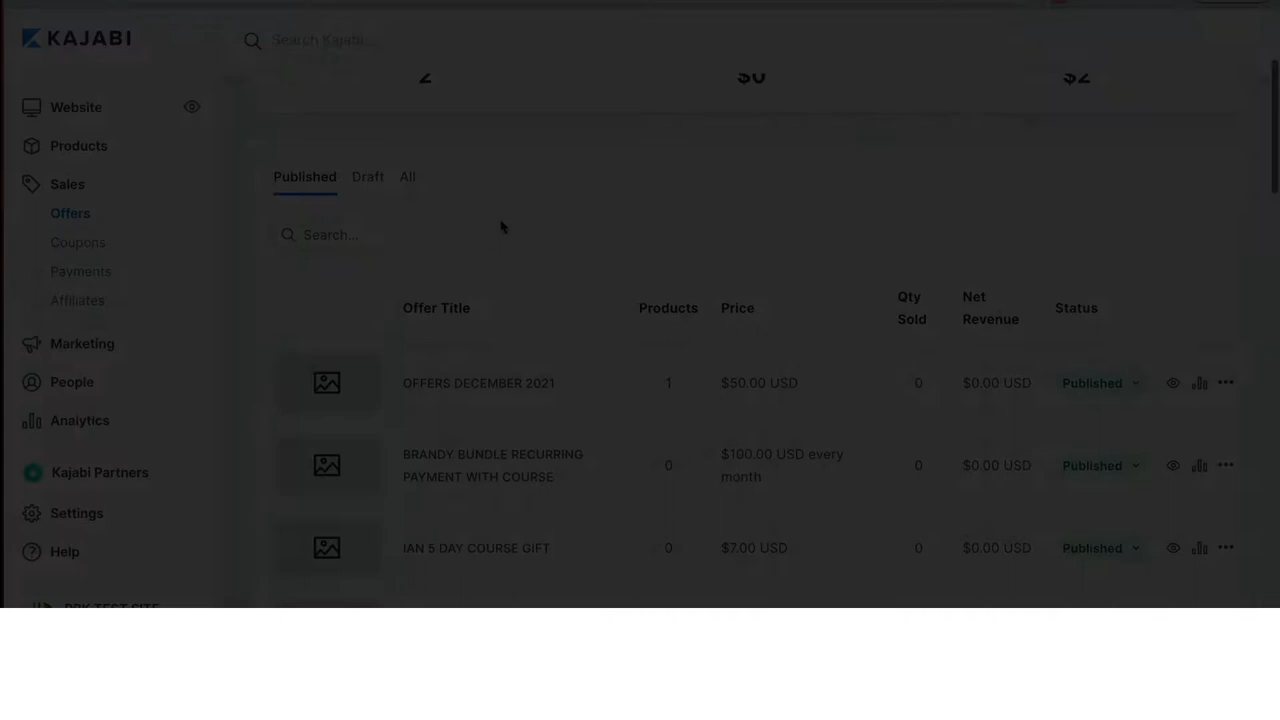 KAJABI
Search Kajabi...
2
$0
$2
Website
Products
Sales
Offers
Coupons
Payments
Affiliates
Marketing
People
Analytics
Kajabi Partners
Settings
Help
Published Draft All
Search...
Offer Title Products Price Qty Sold Net Revenue Status
OFFERS DECEMBER 2021 1 $50.00 USD 0 $0.00 USD Published
BRANDY BUNDLE RECURRING PAYMENT WITH COURSE 0 $100.00 USD every month 0 $0.00 USD Published
IAN 5 DAY COURSE GIFT 0 $7.00 USD 0 $0.00 USD Published